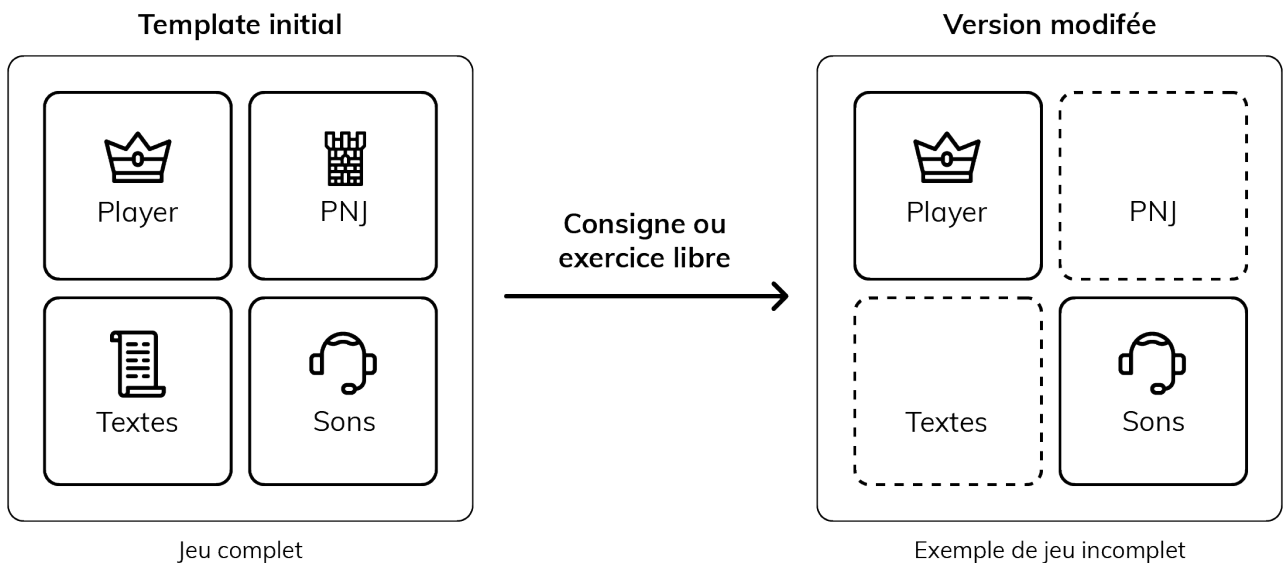 Template initial
Player
PNJ
Textes
Sons
Jeu complet
Consigne ou
exercice libre
Version modifée
Player
PNJ
Textes
Sons
Exemple de jeu incomplet